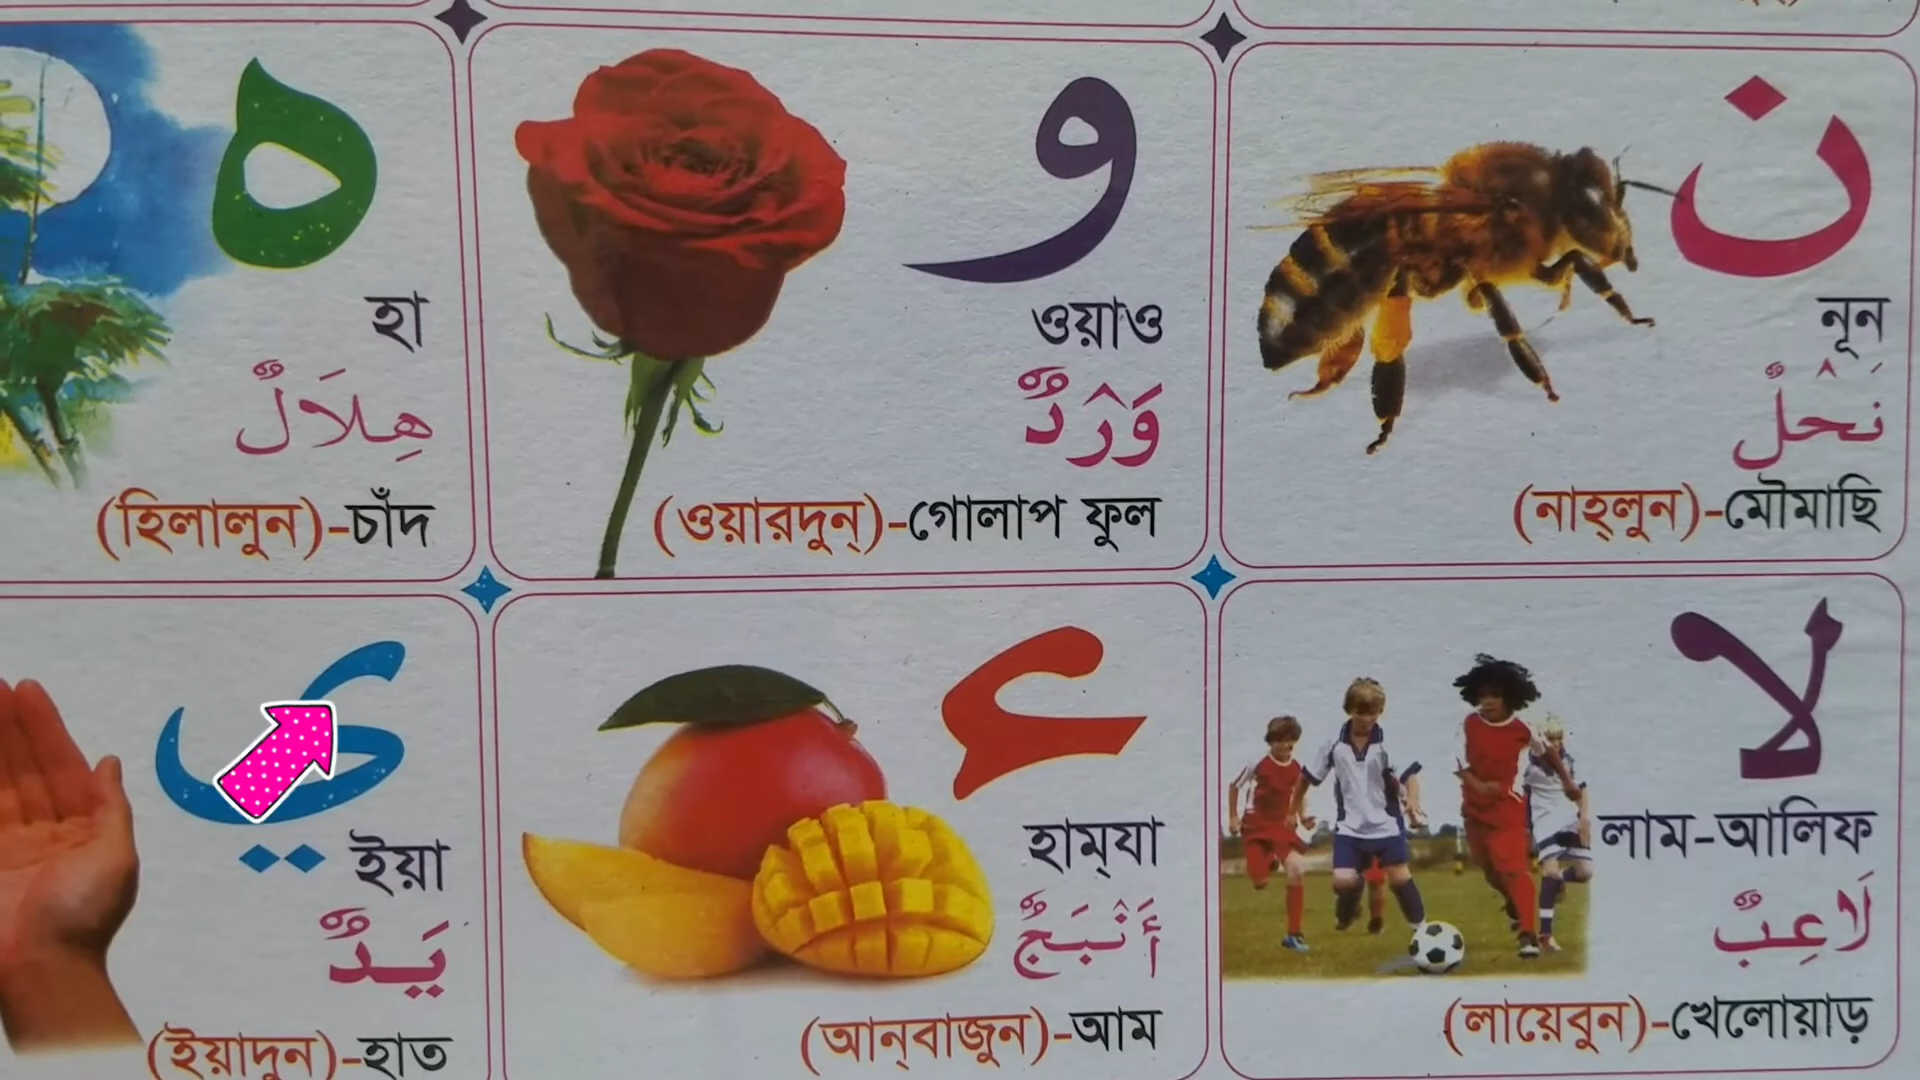 ن
নূন
نَحْلٌ
(নাহ্লুন)-মৌমাছি
و
ওয়াও
وَرْدٌ
(ওয়ারদুন্)-গোলাপ ফুল
ه
হা
هِلَالٌ
(হিলালুন)-চাঁদ
لا
লাম-আলিফ
لَاعِبٌ
(লায়েবুন)-খেলোয়াড়
ء
হাম্যা
أَنْبَجٌ
(আন্বাজুন)-আম
ي
ইয়া
يَدٌ
(ইয়াদুন)-হাত